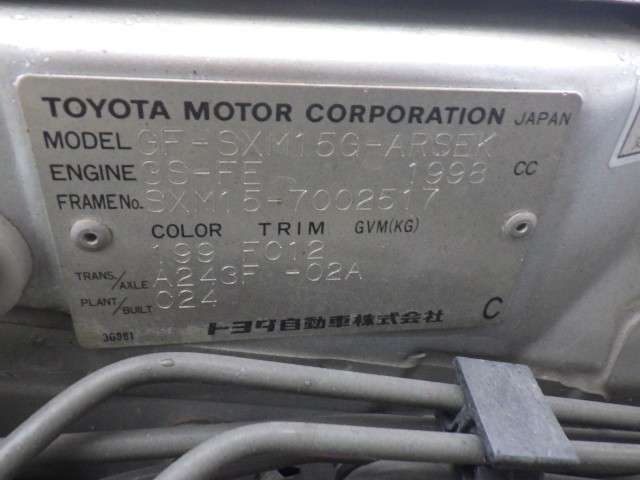 TOYOTA MOTOR CORPORATION JAPAN
MODEL GF-SXM15G-ARSEK
ENGINE 3S-FE 1998 CC
FRAME No. SXM15-7002517
COLOR TRIM GVM(KG)
199 F012
TRANS./AXLE A243F -02A
PLANT/BUILT C24
トヨタ自動車株式会社 C